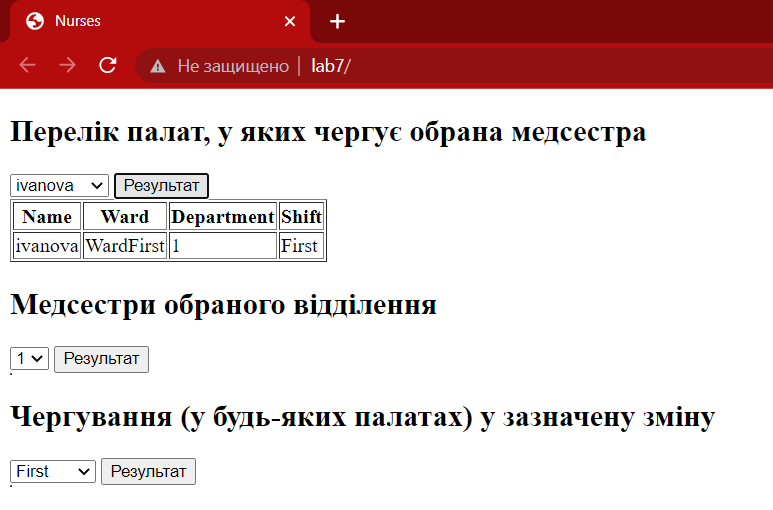 Nurses
Не защищено | lab7/
Перелік палат, у яких чергує обрана медсестра
ivanova Результат
Name Ward Department Shift
ivanova WardFirst 1 First
Медсестри обраного відділення
1 Результат
Чергування (у будь-яких палатах) у зазначену зміну
First Результат